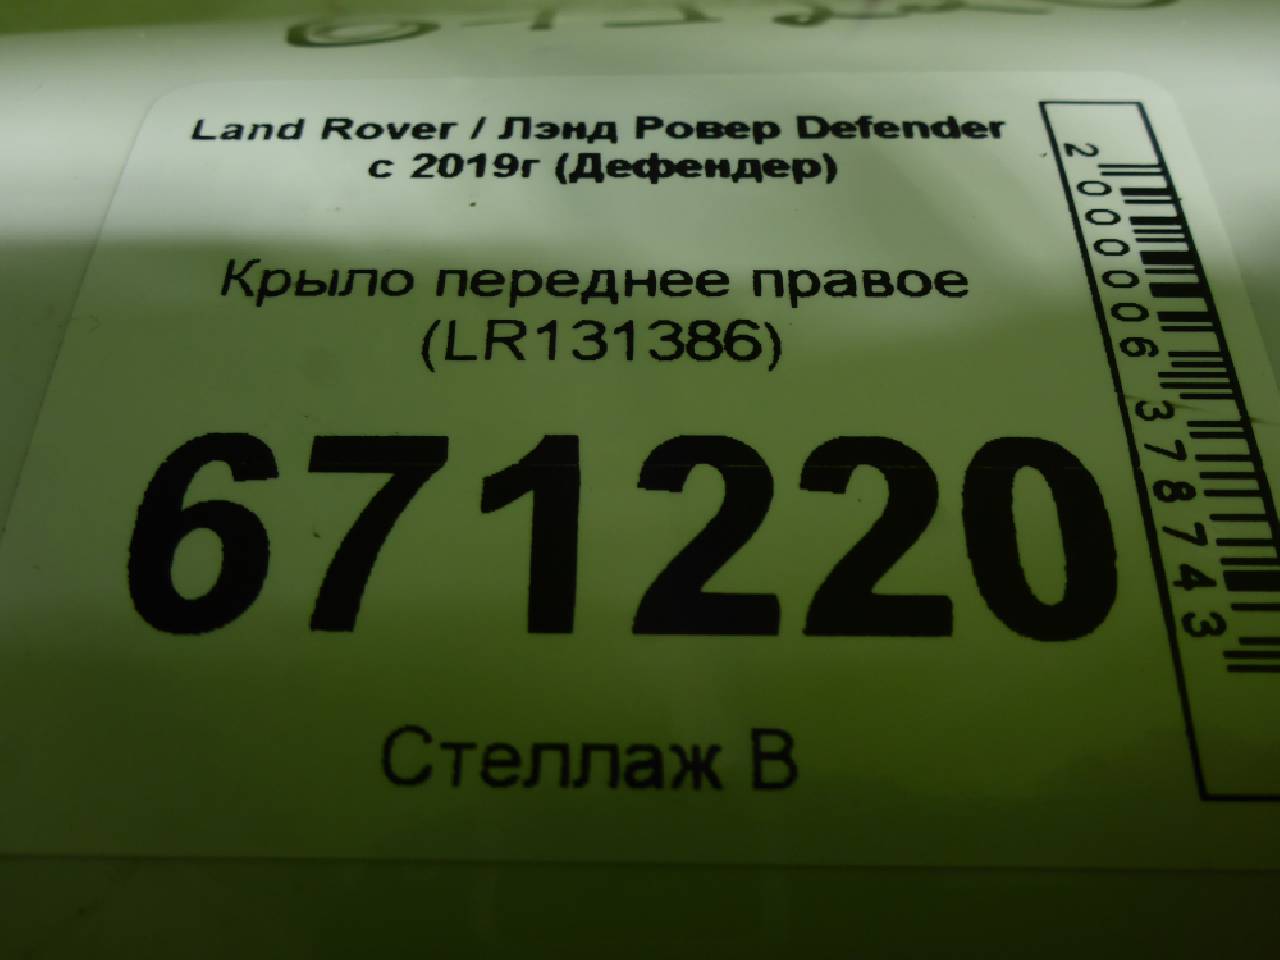 Land Rover / Лэнд Ровер Defender
с 2019г (Дефендер)
Крыло переднее правое
(LR131386)
671220
Стеллаж В
2000006378743